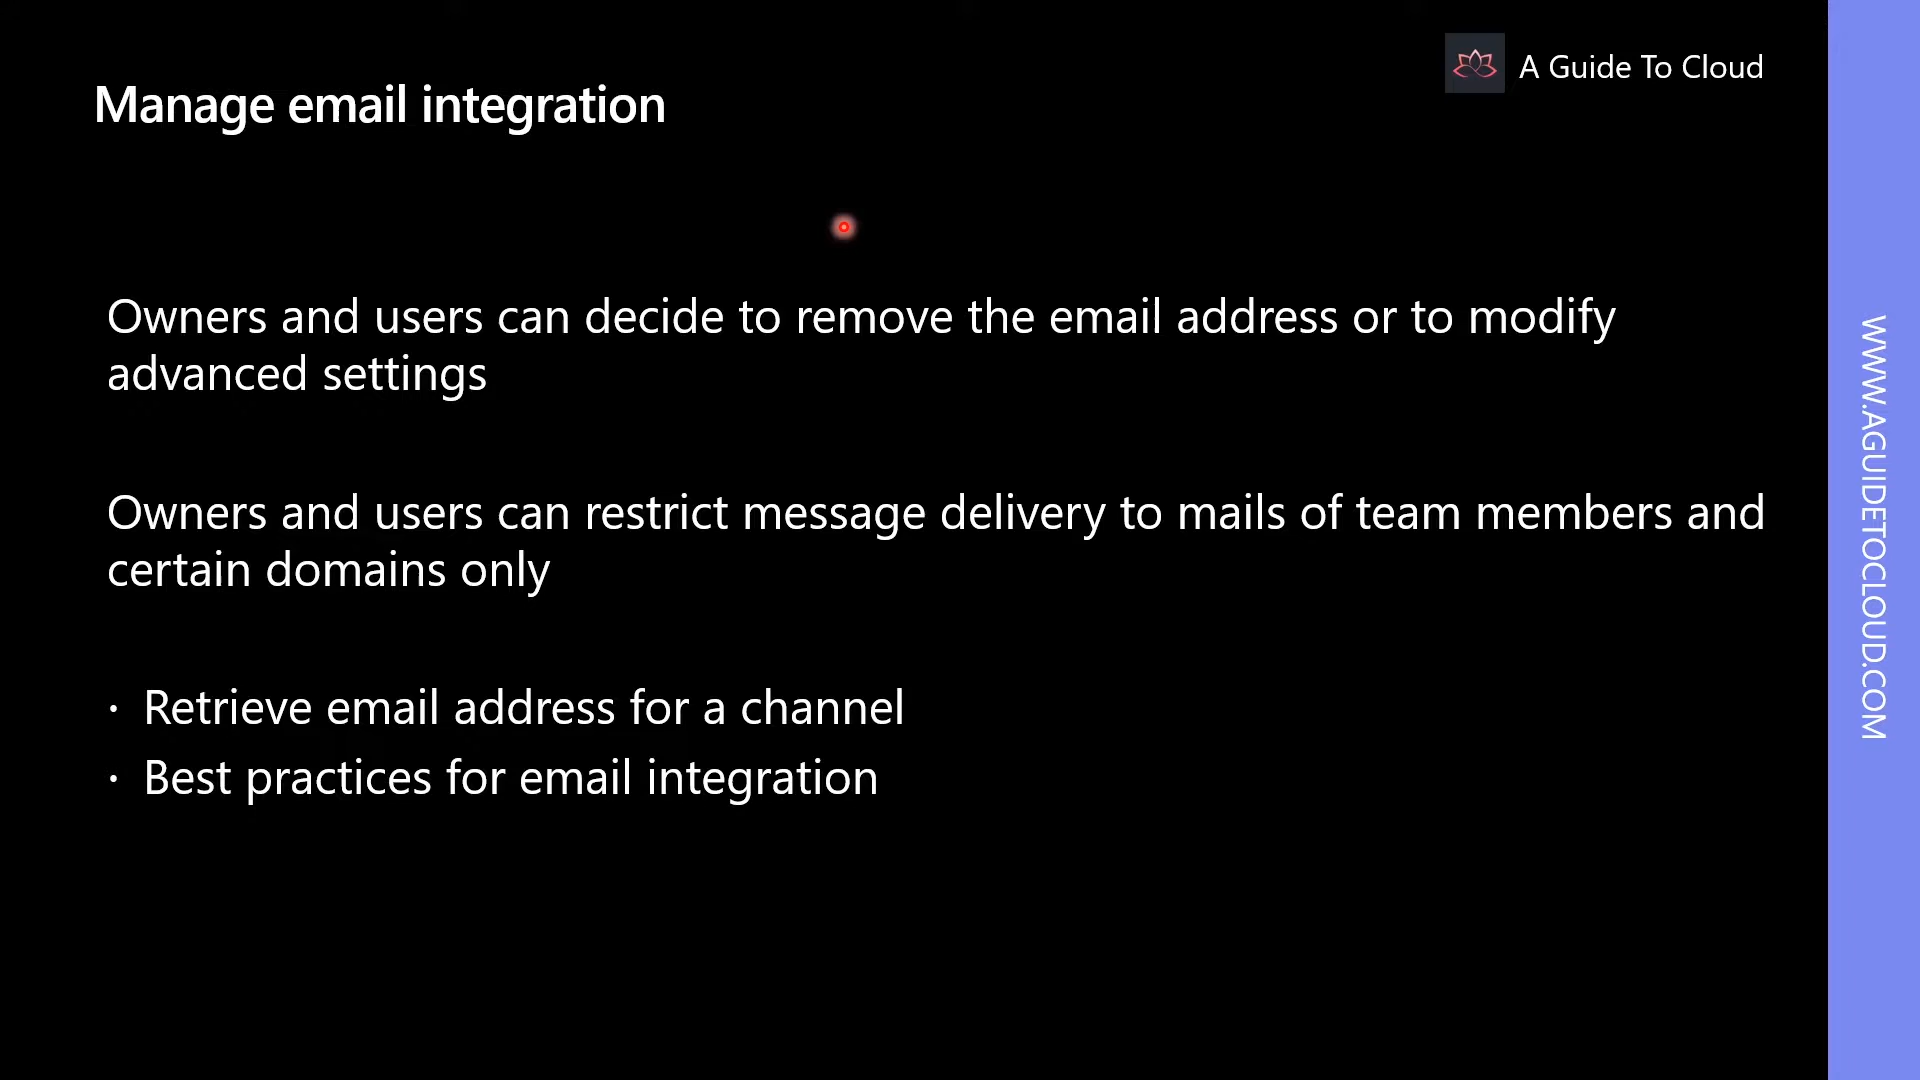 A Guide To Cloud
Manage email integration
Owners and users can decide to remove the email address or to modify
advanced settings
Owners and users can restrict message delivery to mails of team members and
certain domains only
· Retrieve email address for a channel
· Best practices for email integration
WWW.AGUIDETOCLOUD.COM